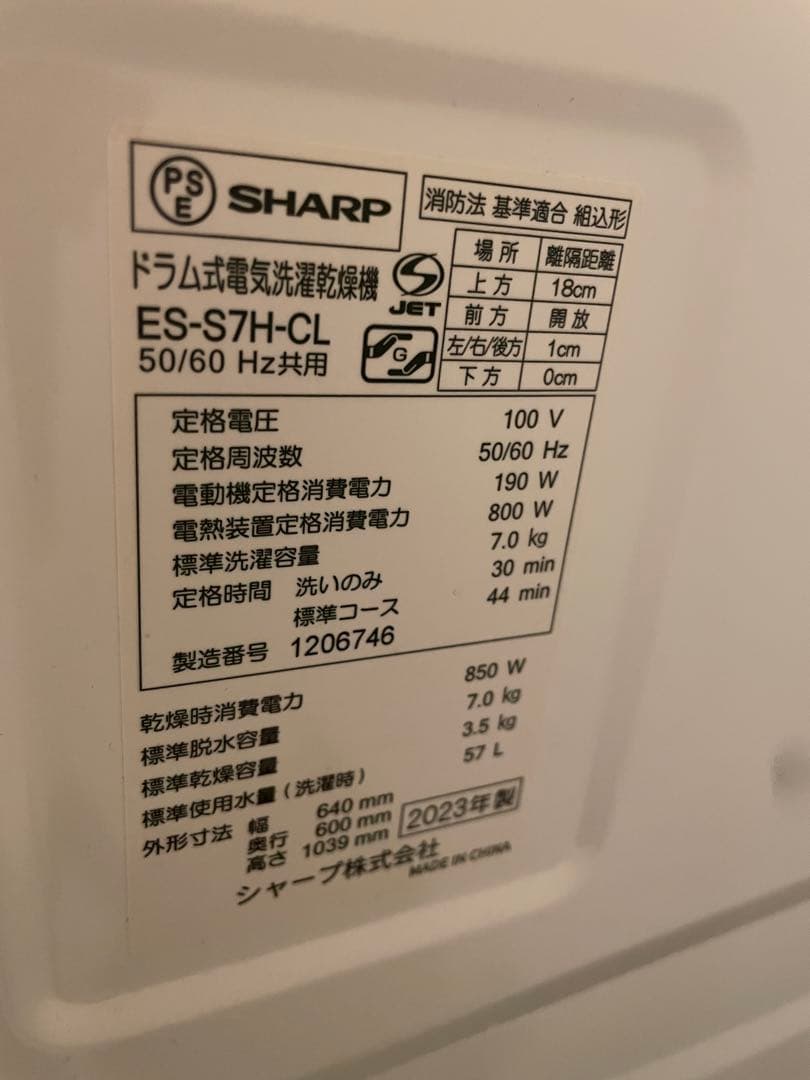 PSE SHARP
消防法 基準適合 組込形
場所 離隔距離
上方 18cm
前方 開放
左/右/後方 1cm
下方 0cm
ドラム式電気洗濯乾燥機
S JET
ES-S7H-CL
G
50/60 Hz共用
定格電圧 100 V
定格周波数 50/60 Hz
電動機定格消費電力 190 W
電熱装置定格消費電力 800 W
標準洗濯容量 7.0 kg
定格時間 洗いのみ 30 min
標準コース 44 min
製造番号 1206746
乾燥時消費電力 850 W
標準脱水容量 7.0 kg
標準乾燥容量 3.5 kg
標準使用水量(洗濯時) 57 L
外形寸法 幅 640 mm
奥行 600 mm
高さ 1039 mm
2023年製
シャープ株式会社
MADE IN CHINA